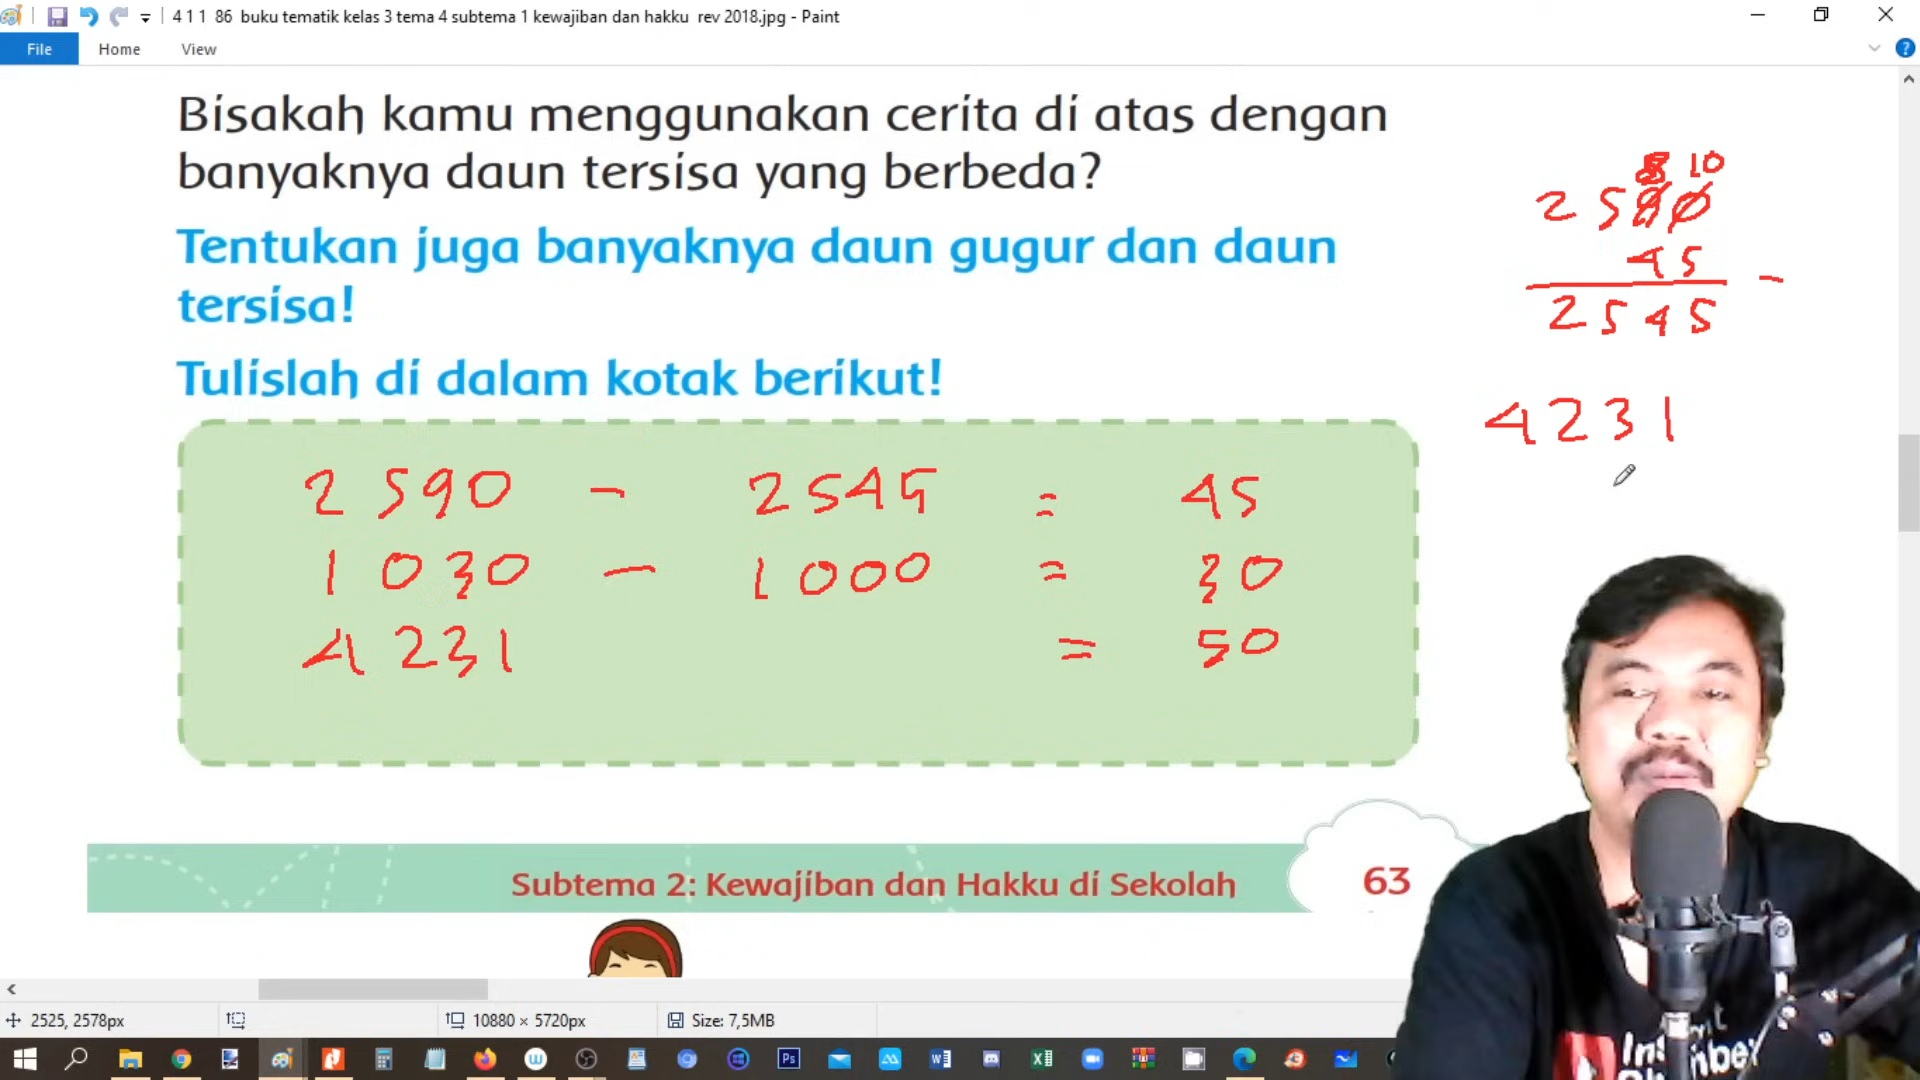 4 1 1 86 buku tematik kelas 3 tema 4 subtema 1 kewajiban dan hakku rev 2018.jpg - Paint
File Home View
Bisakah kamu menggunakan cerita di atas dengan
banyaknya daun tersisa yang berbeda?
Tentukan juga banyaknya daun gugur dan daun
tersisa!
Tulislah di dalam kotak berikut!
2590 - 2545 = 45
1030 - 1000 = 30
4231 = 50
8 10
2590
45 -
2545
4231
Subtema 2: Kewajiban dan Hakku di Sekolah 63
2525, 2578px 10880 × 5720px Size: 7,5MB